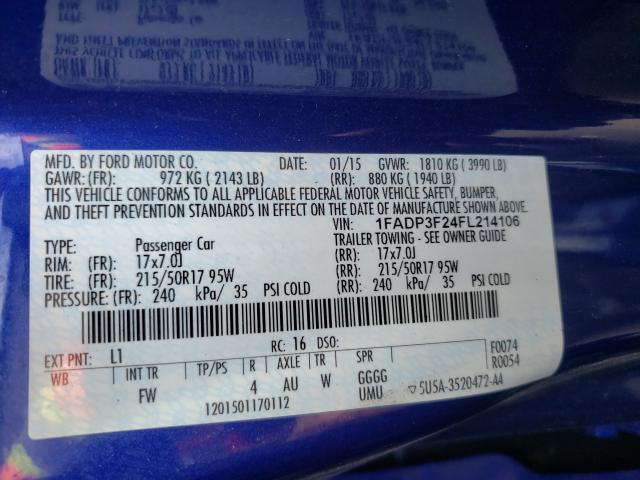 MFD. BY FORD MOTOR CO. DATE: 01/15 GVWR: 1810 KG ( 3990 LB)
GAWR: (FR): 972 KG ( 2143 LB) (RR): 880 KG ( 1940 LB)
THIS VEHICLE CONFORMS TO ALL APPLICABLE FEDERAL MOTOR VEHICLE SAFETY, BUMPER,
AND THEFT PREVENTION STANDARDS IN EFFECT ON THE DATE OF MANUFACTURE SHOWN ABOVE.
VIN: 1FADP3F24FL214106
TYPE: Passenger Car TRAILER TOWING - SEE OWNER GUIDE
RIM: (FR): 17x7.0J (RR): 17x7.0J
TIRE: (FR): 215/50R17 95W (RR): 215/50R17 95W
PRESSURE: (FR): 240 kPa/ 35 PSI COLD (RR): 240 kPa/ 35 PSI COLD
EXT PNT: L1 RC: 16 DSO: F0074
WB INT TR TP/PS R AXLE TR SPR R0054
FW 4 AU W GGGG
UMU ▽5U5A-3520472-AA
1201501170112